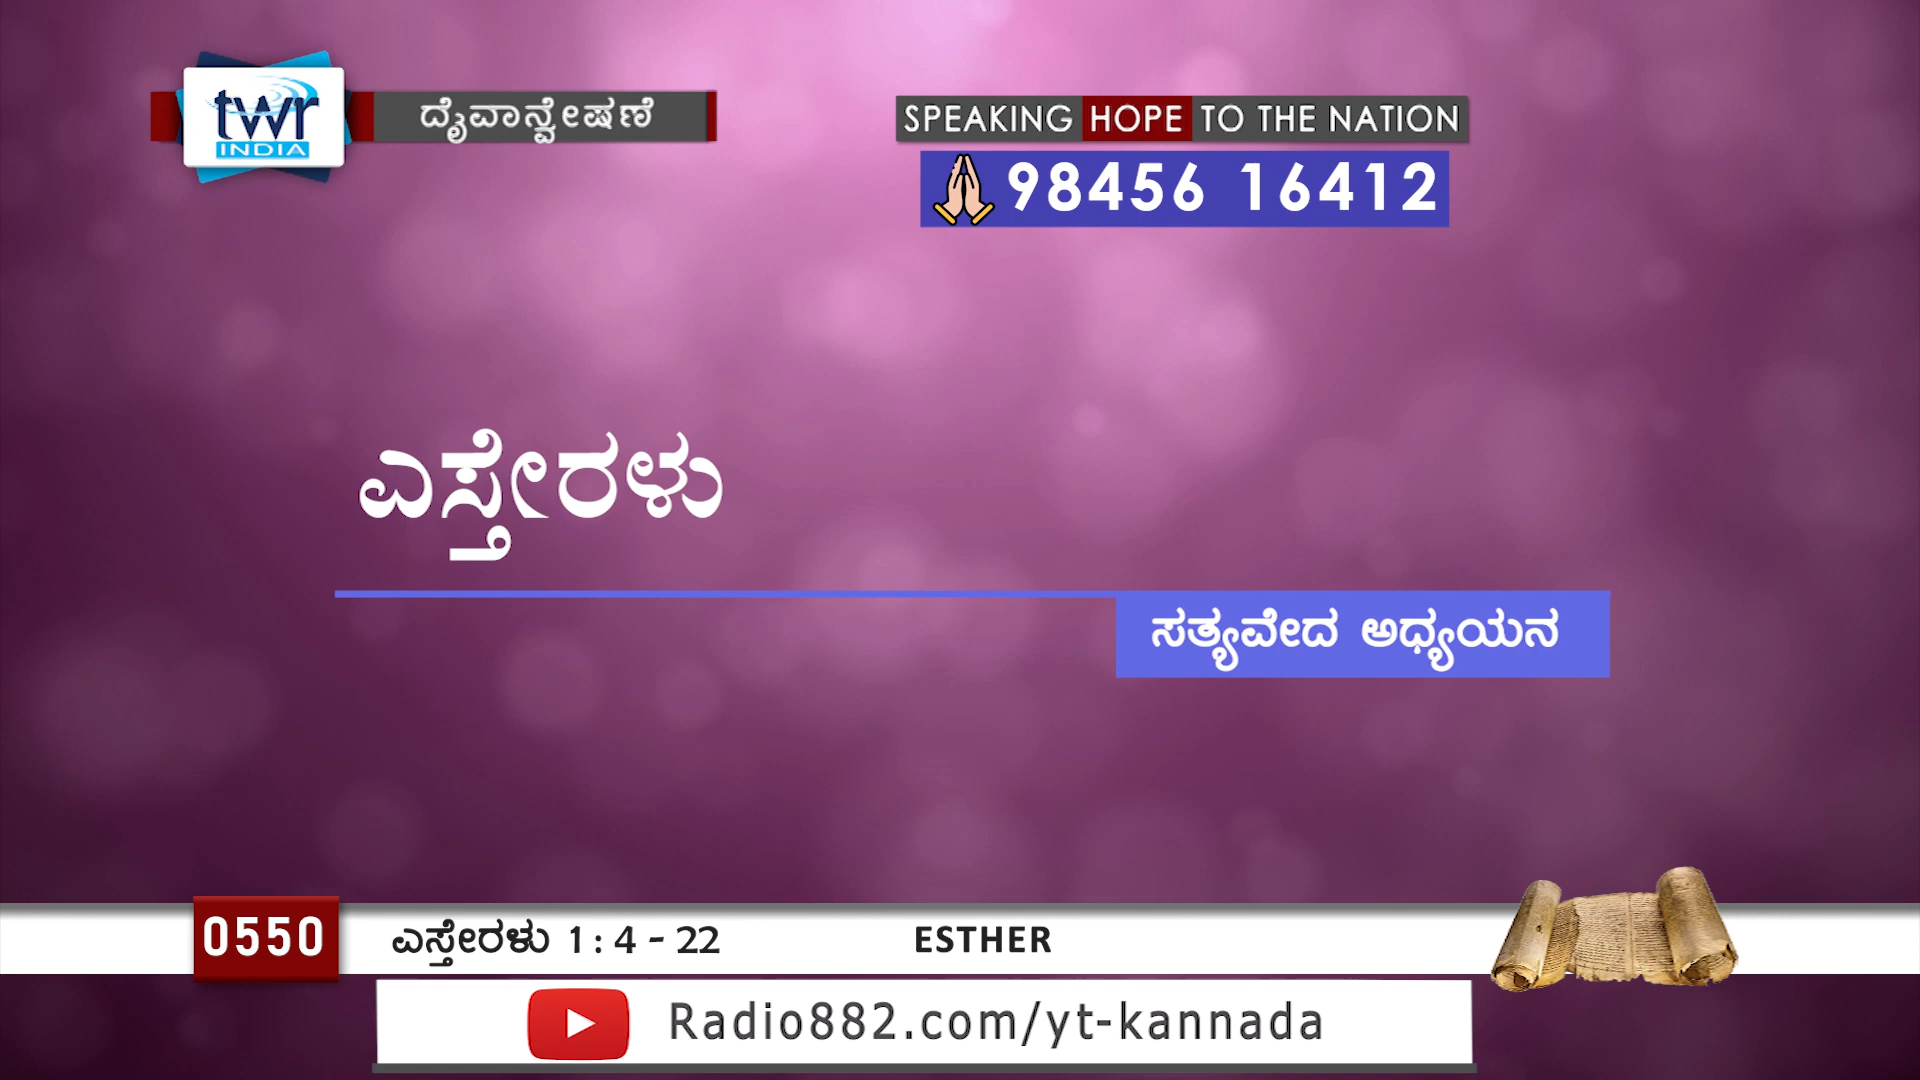 twr
INDIA
ದೈವಾನ್ವೇಷಣೆ
SPEAKING HOPE TO THE NATION
98456 16412
ಎಸ್ತೇರಳು
ಸತ್ಯವೇದ ಅಧ್ಯಯನ
0550 ಎಸ್ತೇರಳು 1 : 4 - 22 ESTHER
Radio882.com/yt-kannada